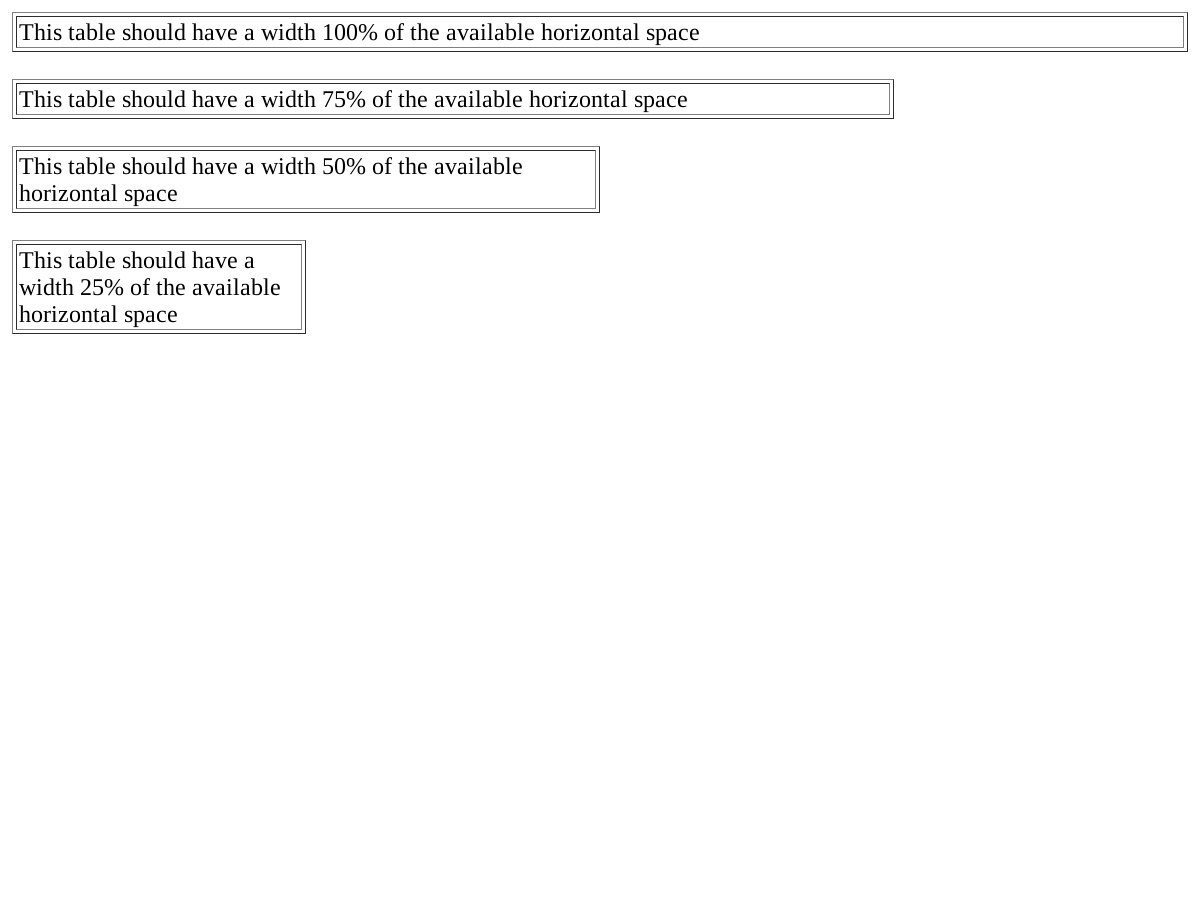 This table should have a width 100% of the available horizontal space
This table should have a width 75% of the available horizontal space
This table should have a width 50% of the available
horizontal space
This table should have a
width 25% of the available
horizontal space